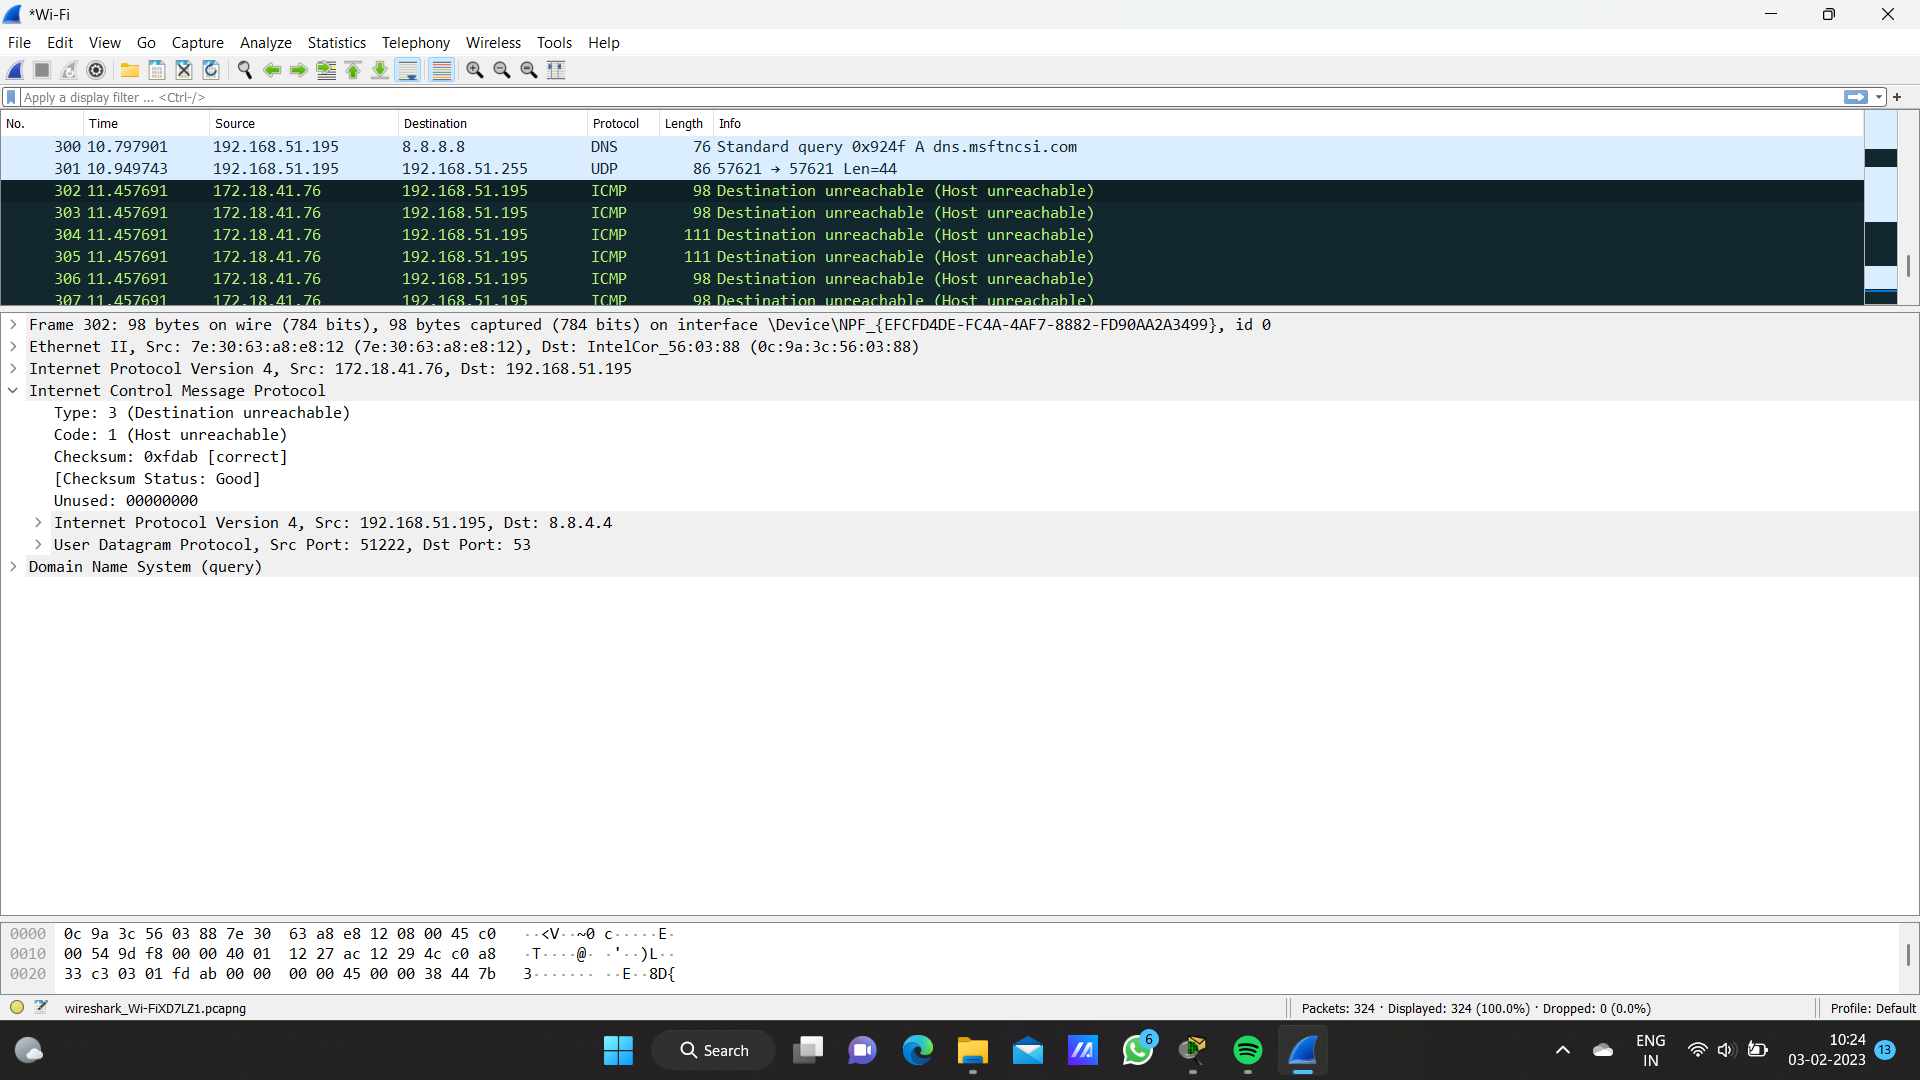 *Wi-Fi
File Edit View Go Capture Analyze Statistics Telephony Wireless Tools Help
Apply a display filter ... <Ctrl-/>
+
No. Time Source Destination Protocol Length Info
300 10.797901 192.168.51.195 8.8.8.8 DNS 76 Standard query 0x924f A dns.msftncsi.com
301 10.949743 192.168.51.195 192.168.51.255 UDP 86 57621 → 57621 Len=44
302 11.457691 172.18.41.76 192.168.51.195 ICMP 98 Destination unreachable (Host unreachable)
303 11.457691 172.18.41.76 192.168.51.195 ICMP 98 Destination unreachable (Host unreachable)
304 11.457691 172.18.41.76 192.168.51.195 ICMP 111 Destination unreachable (Host unreachable)
305 11.457691 172.18.41.76 192.168.51.195 ICMP 111 Destination unreachable (Host unreachable)
306 11.457691 172.18.41.76 192.168.51.195 ICMP 98 Destination unreachable (Host unreachable)
307 11.457691 172.18.41.76 192.168.51.195 ICMP 98 Destination unreachable (Host unreachable)
Frame 302: 98 bytes on wire (784 bits), 98 bytes captured (784 bits) on interface \Device\NPF_{EFCFD4DE-FC4A-4AF7-8882-FD90AA2A3499}, id 0
Ethernet II, Src: 7e:30:63:a8:e8:12 (7e:30:63:a8:e8:12), Dst: IntelCor_56:03:88 (0c:9a:3c:56:03:88)
Internet Protocol Version 4, Src: 172.18.41.76, Dst: 192.168.51.195
Internet Control Message Protocol
Type: 3 (Destination unreachable)
Code: 1 (Host unreachable)
Checksum: 0xfdab [correct]
[Checksum Status: Good]
Unused: 00000000
Internet Protocol Version 4, Src: 192.168.51.195, Dst: 8.8.4.4
User Datagram Protocol, Src Port: 51222, Dst Port: 53
Domain Name System (query)
0000 0c 9a 3c 56 03 88 7e 30 63 a8 e8 12 08 00 45 c0 ··<V··~0 c·····E·
0010 00 54 9d f8 00 00 40 01 12 27 ac 12 29 4c c0 a8 ·T····@· ·'··)L··
0020 33 c3 03 01 fd ab 00 00 00 00 45 00 00 38 44 7b 3······· ··E··8D{
wireshark_Wi-FiXD7LZ1.pcapng Packets: 324 · Displayed: 324 (100.0%) · Dropped: 0 (0.0%) Profile: Default
Search
6
ENG
IN
10:24
03-02-2023
13